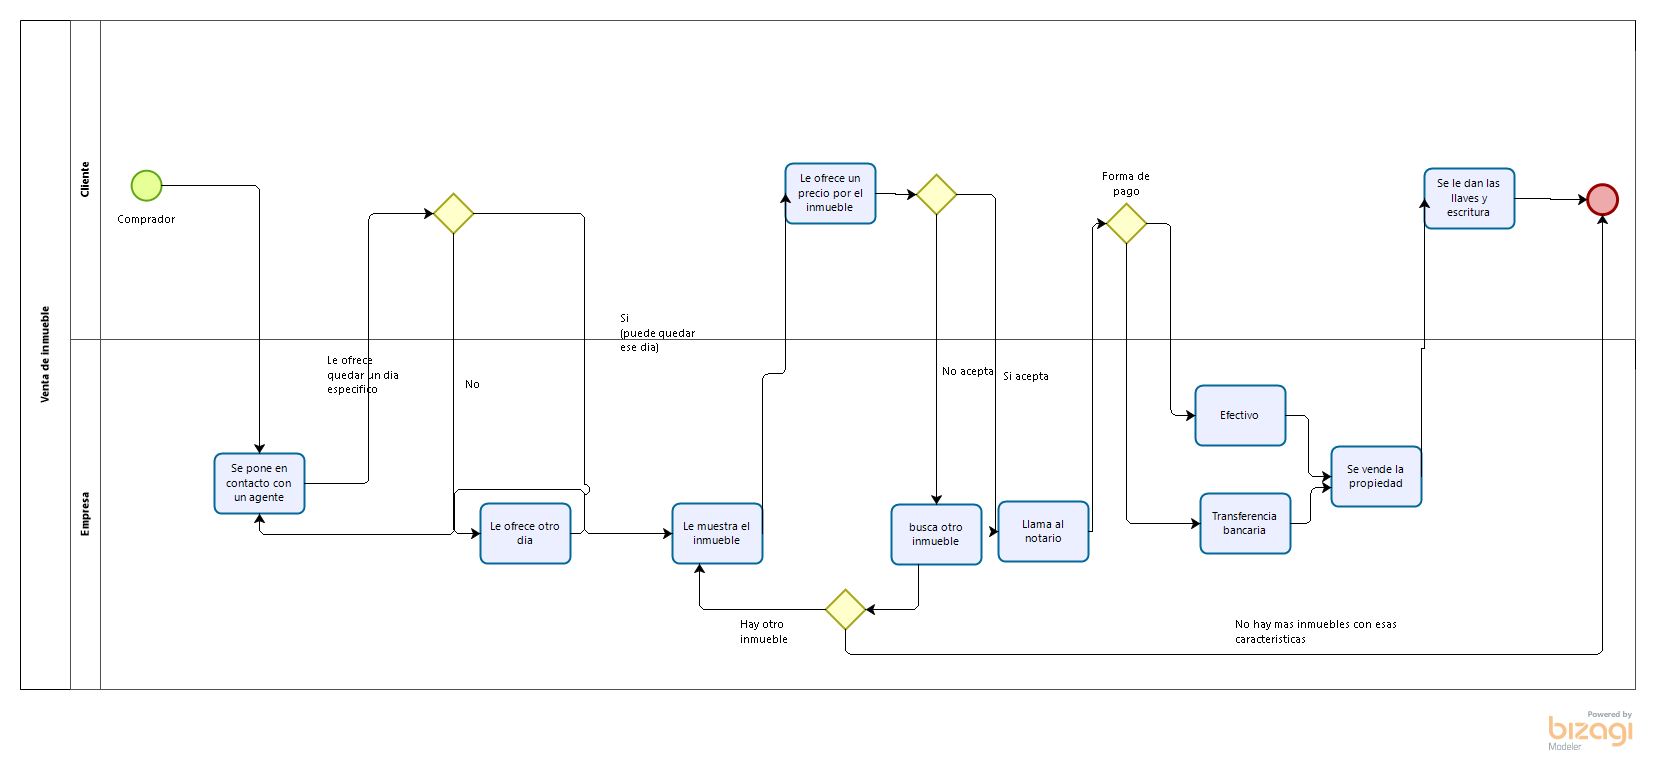 Venta de inmueble
Cliente
Empresa
Comprador
Le ofrece
quedar un dia
especifico
No
Si
(puede quedar
ese dia)
Se pone en
contacto con
un agente
Le ofrece otro
dia
Le muestra el
inmueble
Le ofrece un
precio por el
inmueble
No acepta
Si acepta
busca otro
inmueble
Llama al
notario
Hay otro
inmueble
No hay mas inmuebles con esas
caracteristicas
Forma de
pago
Efectivo
Transferencia
bancaria
Se vende la
propiedad
Se le dan las
llaves y
escritura
Powered by
bizagi
Modeler